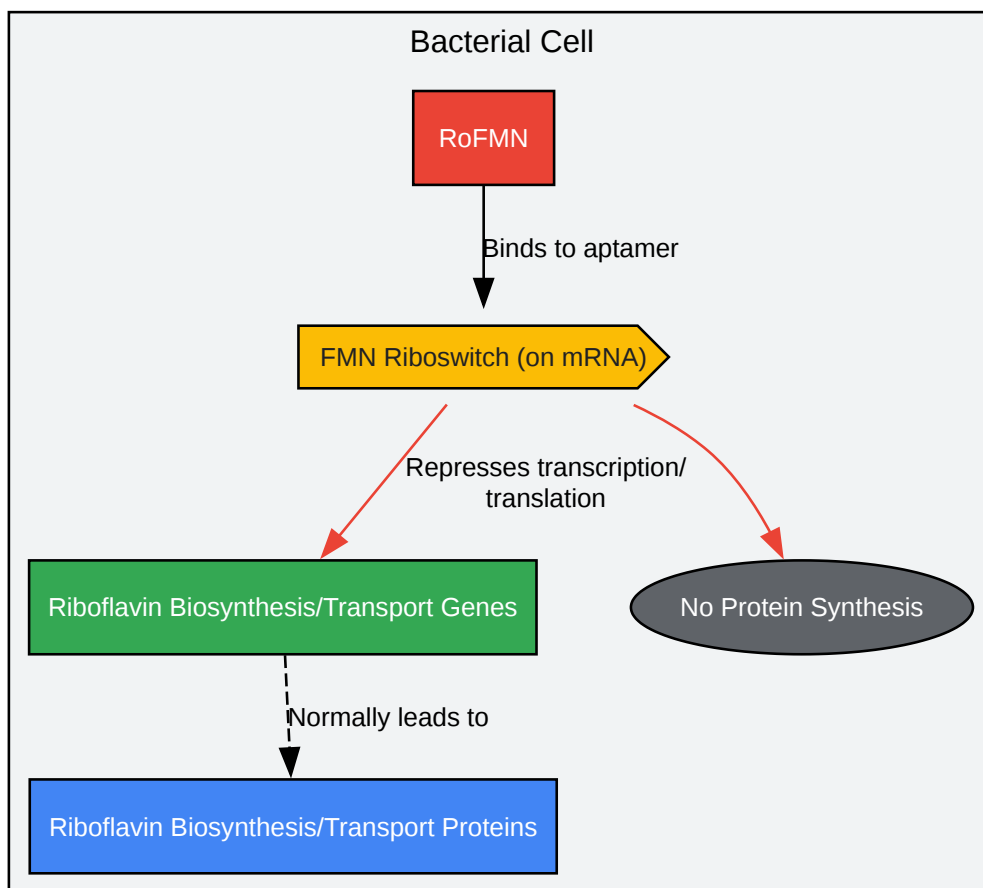 Bacterial Cell
RoFMN
Binds to aptamer
FMN Riboswitch (on mRNA)
Represses transcription/
translation
Riboflavin Biosynthesis/Transport Genes
No Protein Synthesis
Normally leads to
Riboflavin Biosynthesis/Transport Proteins